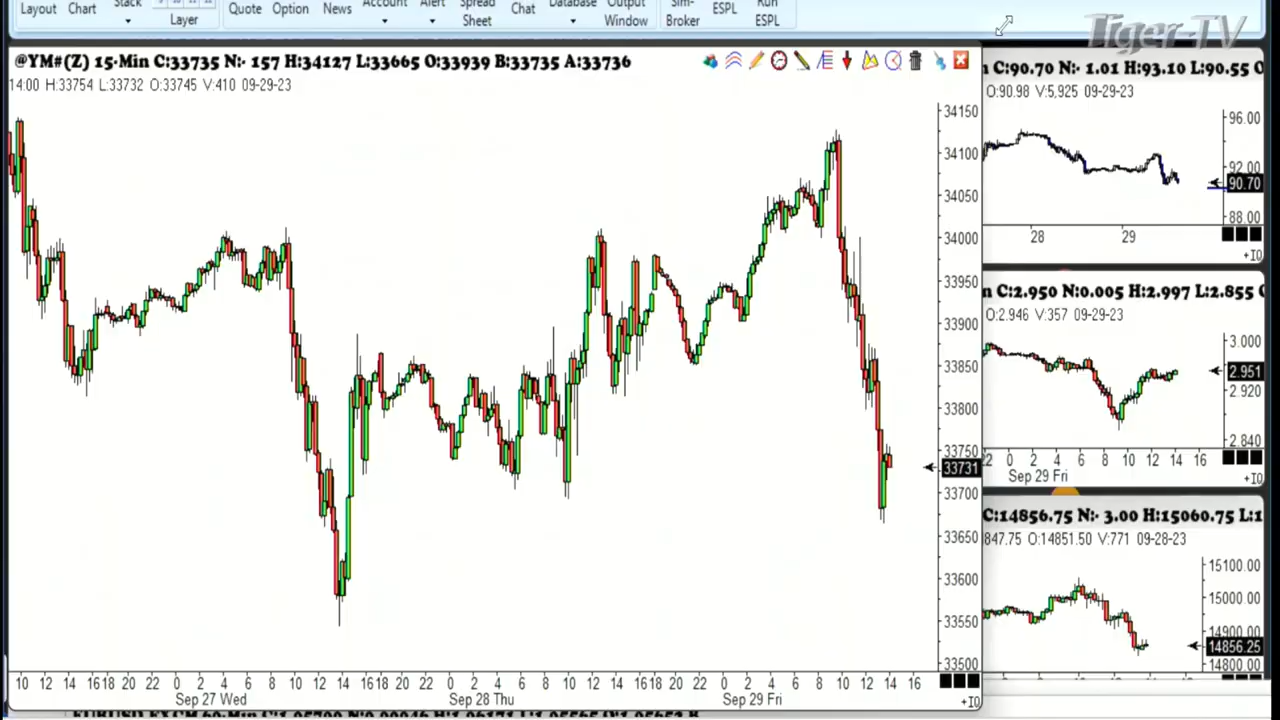 Layout Chart Stack Layer Quote Option News Account Alert Spread Sheet Chat Database Output Window Sim-Broker ESPL Run ESPL
Tiger-TV
@YM#(Z) 15-Min C:33735 N:- 157 H:34127 L:33665 O:33939 B:33735 A:33736
14:00 H:33754 L:33732 O:33745 V:410 09-29-23
34150
34100
34050
34000
33950
33900
33850
33800
33750
33731
33700
33650
33600
33550
33500
10 12 14 16 18 20 22 0 2 4 6 8 10 12 14 16 18 20 22 0 2 4 6 8 10 12 14 16 18 20 22 0 2 4 6 8 10 12 14 16
Sep 27 Wed Sep 28 Thu Sep 29 Fri
+IO
n C:90.70 N:- 1.01 H:93.10 L:90.55 O
O:90.98 V:5,925 09-29-23
96.00
92.00
90.70
88.00
28 29
+IO
n C:2.950 N:0.005 H:2.997 L:2.855
O:2.946 V:357 09-29-23
3.000
2.951
2.920
2.840
22 0 2 4 6 8 10 12 14 16
Sep 29 Fri
+IO
C:14856.75 N:- 3.00 H:15060.75 L:1
847.75 O:14851.50 V:771 09-28-23
15100.00
15000.00
14900.00
14856.25
14800.00
EURUSD.FXCM 60-Min